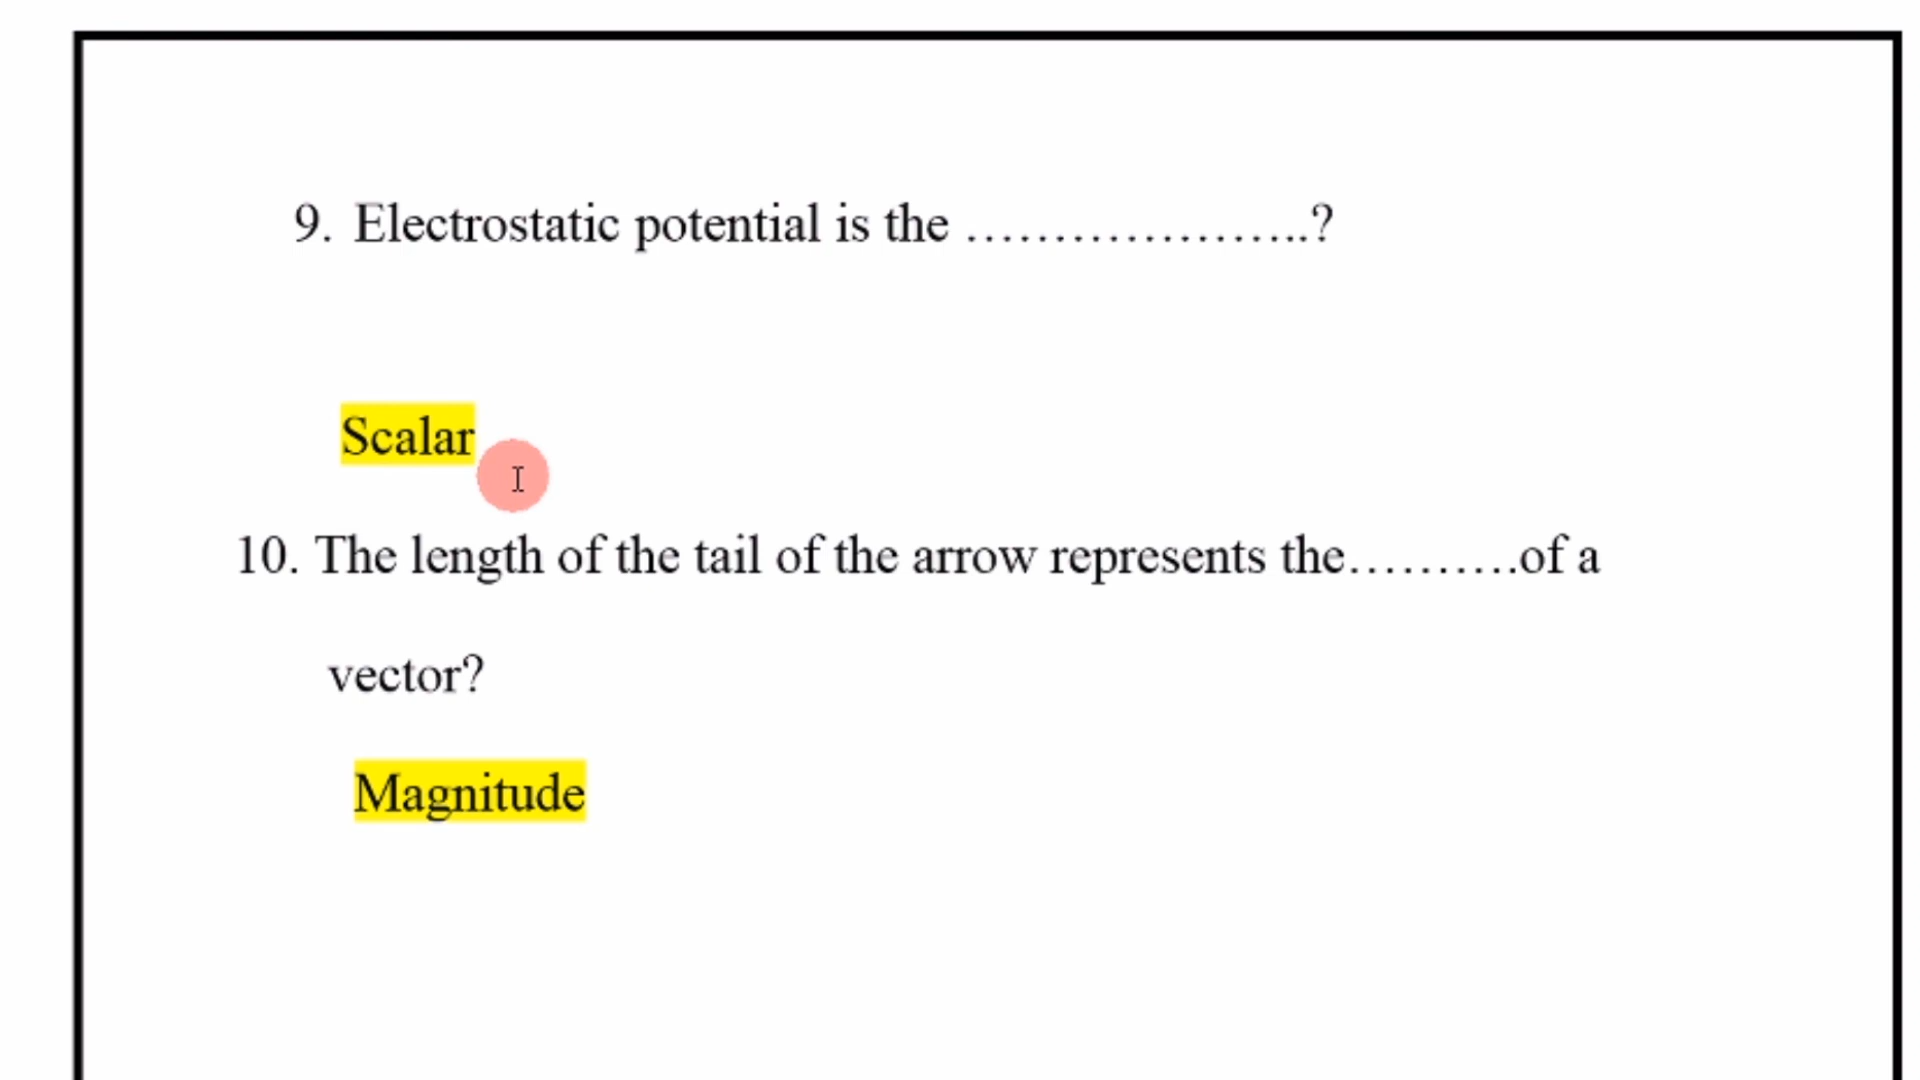 9. Electrostatic potential is the …………………..?
Scalar
10. The length of the tail of the arrow represents the……….of a
vector?
Magnitude